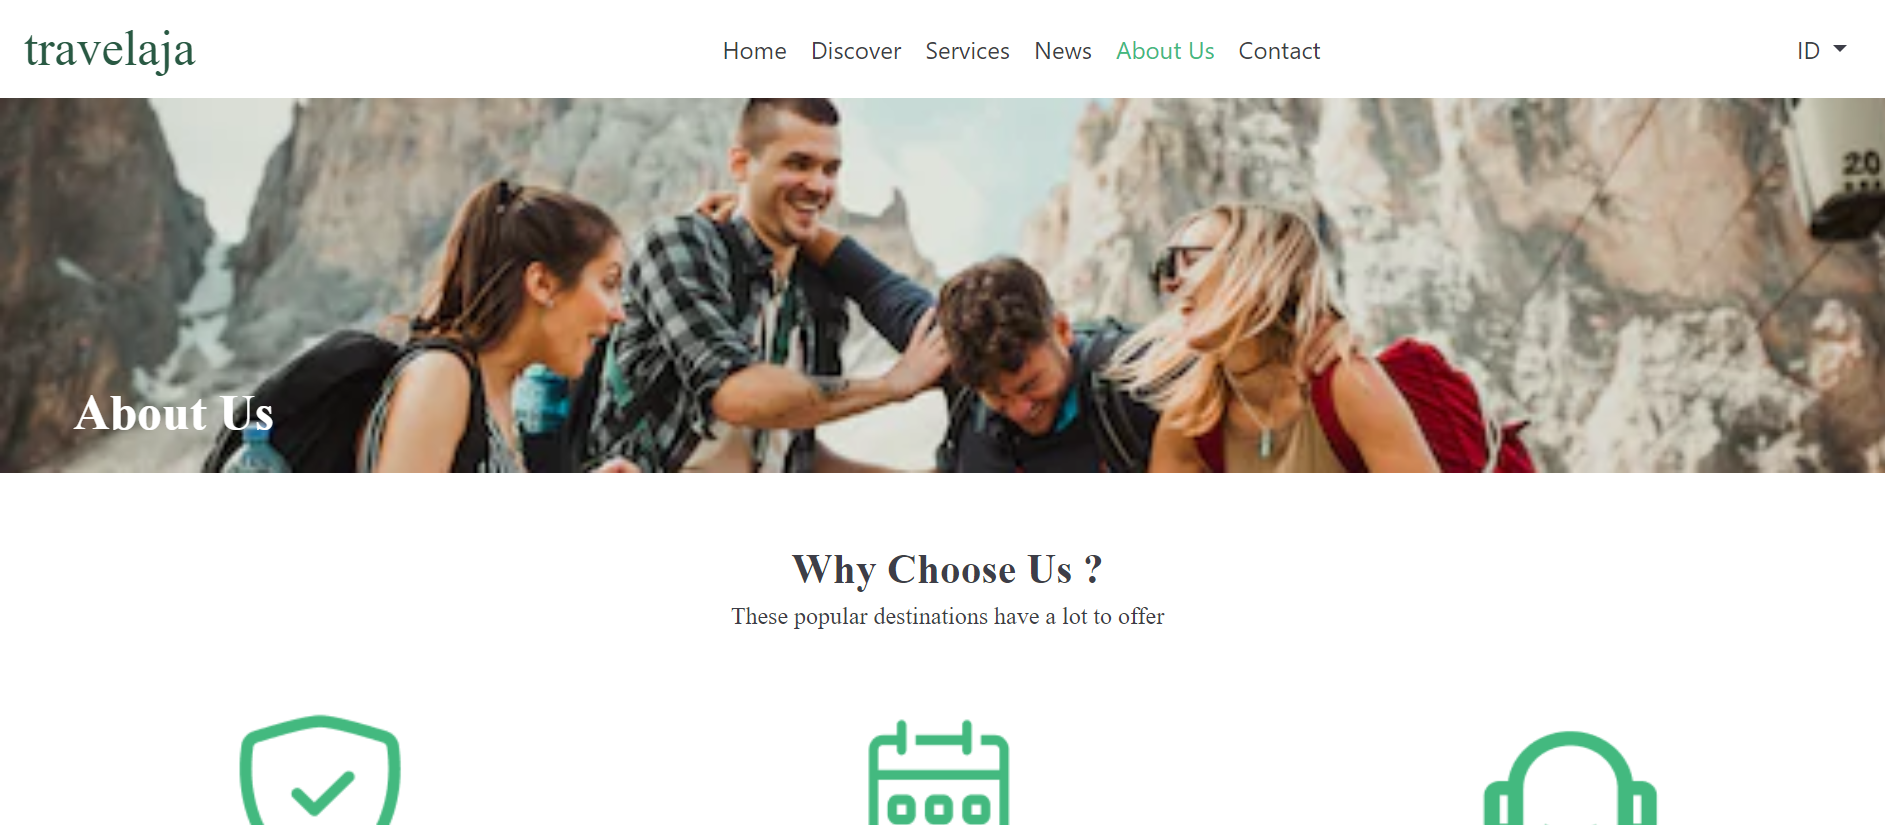 travelaja
Home Discover Services News About Us Contact
ID
20
About Us
Why Choose Us ?
These popular destinations have a lot to offer